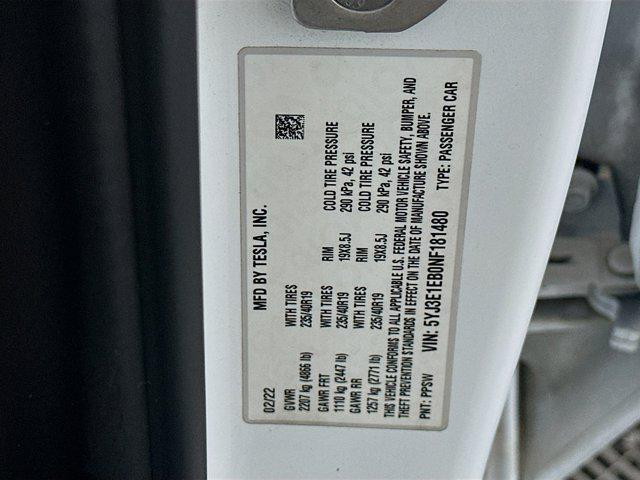 MFD BY TESLA, INC.
02/22
GVWR WITH TIRES RIM COLD TIRE PRESSURE
2207 kg (4866 lb) 235/40R19 19X8.5J 290 kPa, 42 psi
GAWR FRT WITH TIRES RIM COLD TIRE PRESSURE
1110 kg (2447 lb) 235/40R19 19X8.5J 290 kPa, 42 psi
GAWR RR WITH TIRES
1257 kg (2771 lb) 235/40R19
THIS VEHICLE CONFORMS TO ALL APPLICABLE U.S. FEDERAL MOTOR VEHICLE SAFETY, BUMPER, AND
THEFT PREVENTION STANDARDS IN EFFECT ON THE DATE OF MANUFACTURE SHOWN ABOVE.
VIN: 5YJ3E1EB0NF181480
PNT: PPSW TYPE: PASSENGER CAR